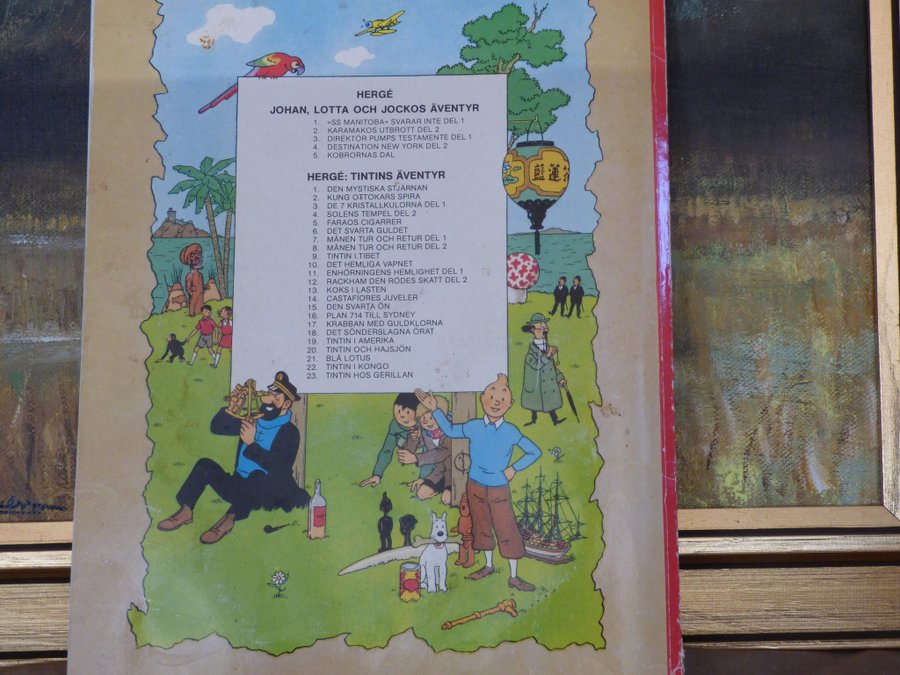 HERGÉ
JOHAN, LOTTA OCH JOCKOS ÄVENTYR
1. »SS MANITOBA» SVARAR INTE DEL 1
2. KARAMAKOS UTBROTT DEL 2
3. DIREKTÖR PUMPS TESTAMENTE DEL 1
4. DESTINATION NEW YORK DEL 2
5. KOBRORNAS DAL
HERGÉ: TINTINS ÄVENTYR
1. DEN MYSTISKA STJÄRNAN
2. KUNG OTTOKARS SPIRA
3. DE 7 KRISTALLKULORNA DEL 1
4. SOLENS TEMPEL DEL 2
5. FARAOS CIGARRER
6. DET SVARTA GULDET
7. MÅNEN TUR OCH RETUR DEL 1
8. MÅNEN TUR OCH RETUR DEL 2
9. TINTIN I TIBET
10. DET HEMLIGA VAPNET
11. ENHÖRNINGENS HEMLIGHET DEL 1
12. RACKHAM DEN RÖDES SKATT DEL 2
13. KOKS I LASTEN
14. CASTAFIORES JUVELER
15. DEN SVARTA ÖN
16. PLAN 714 TILL SYDNEY
17. KRABBAN MED GULDKLORNA
18. DET SÖNDERSLAGNA ÖRAT
19. TINTIN I AMERIKA
20. TINTIN OCH HAJSJÖN
21. BLÅ LOTUS
22. TINTIN I KONGO
23. TINTIN HOS GERILLAN
藍蓮